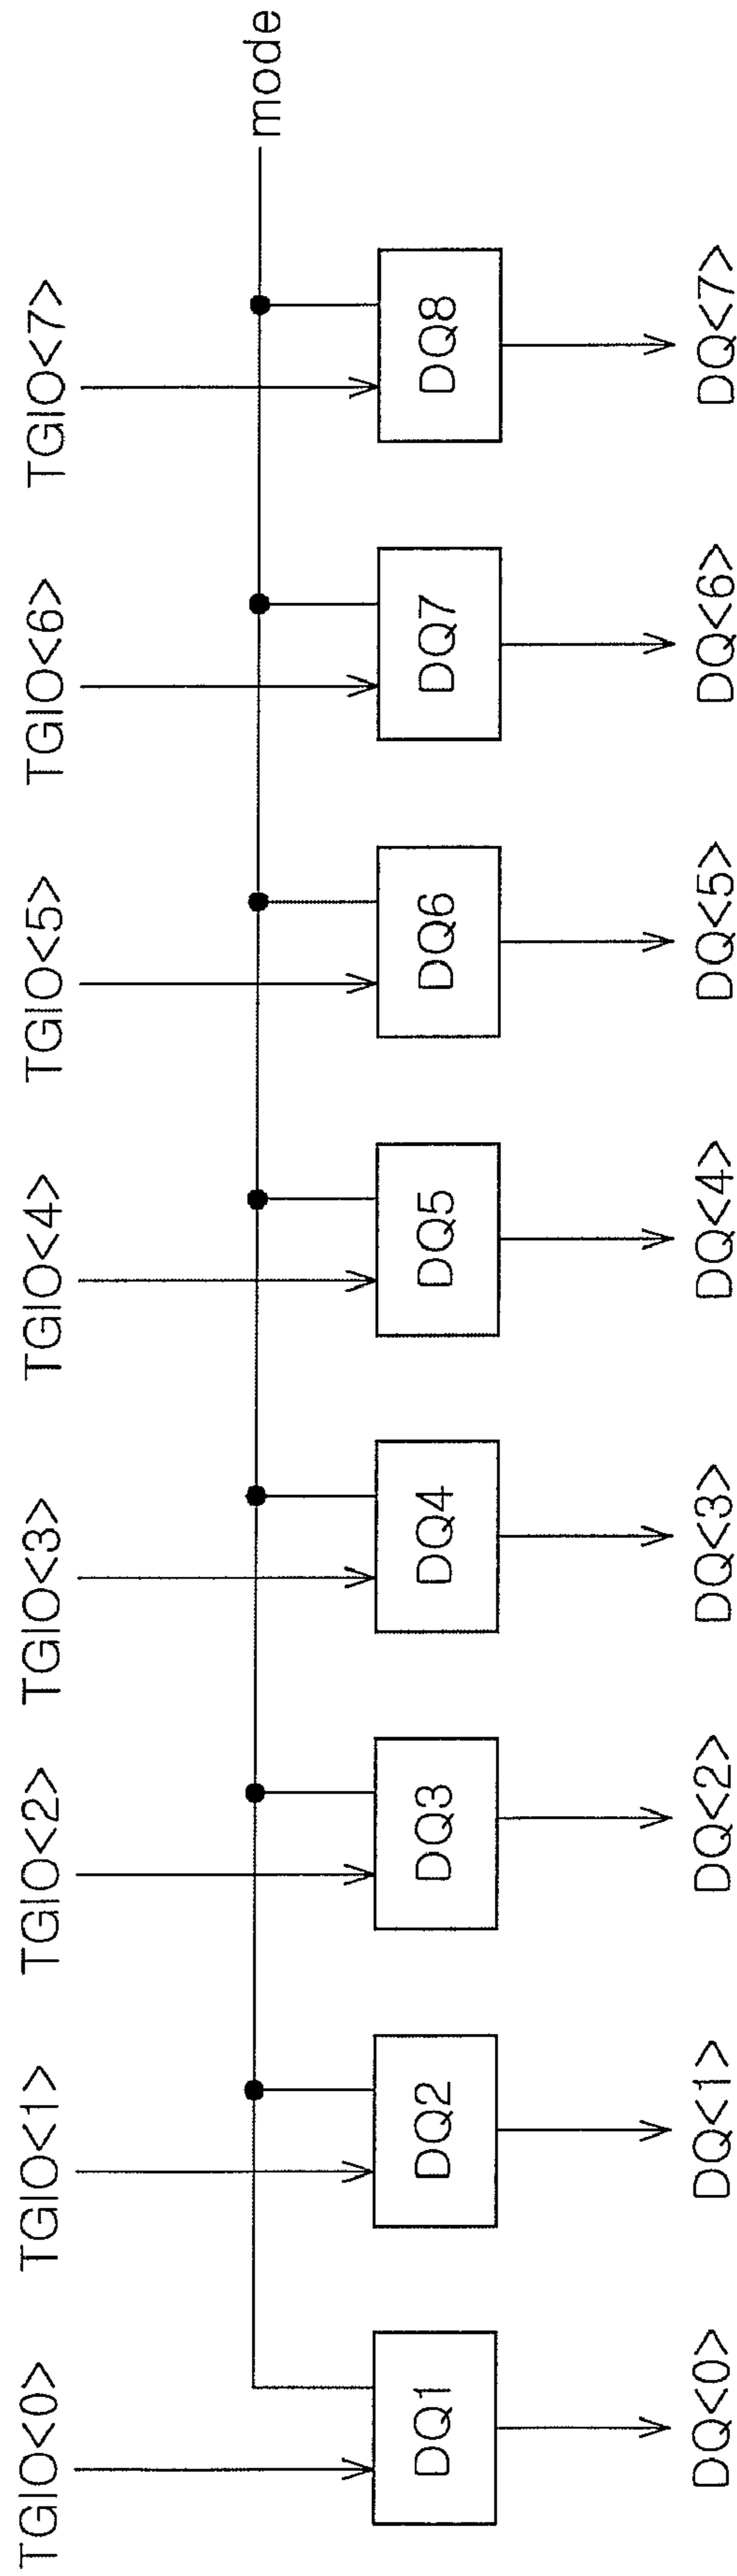 TGIO<0> TGIO<1> TGIO<2> TGIO<3> TGIO<4> TGIO<5> TGIO<6> TGIO<7>
mode
DQ1 DQ2 DQ3 DQ4 DQ5 DQ6 DQ7 DQ8
DQ<0> DQ<1> DQ<2> DQ<3> DQ<4> DQ<5> DQ<6> DQ<7>